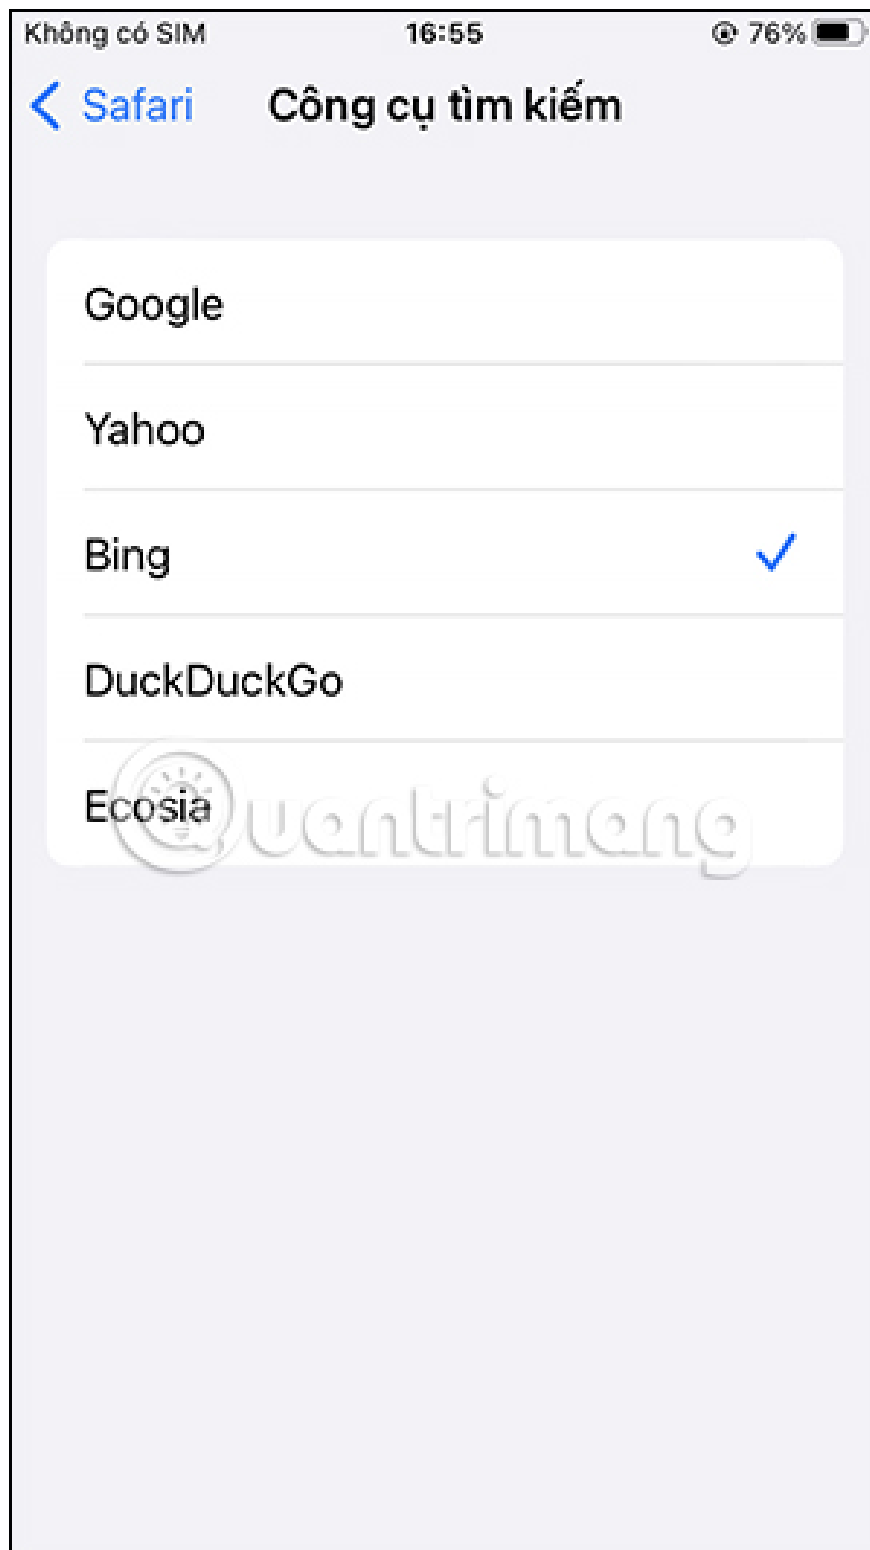 Không có SIM 16:55 76%
Safari Công cụ tìm kiếm
Google
Yahoo
Bing
DuckDuckGo
Ecosia
Quantrimang